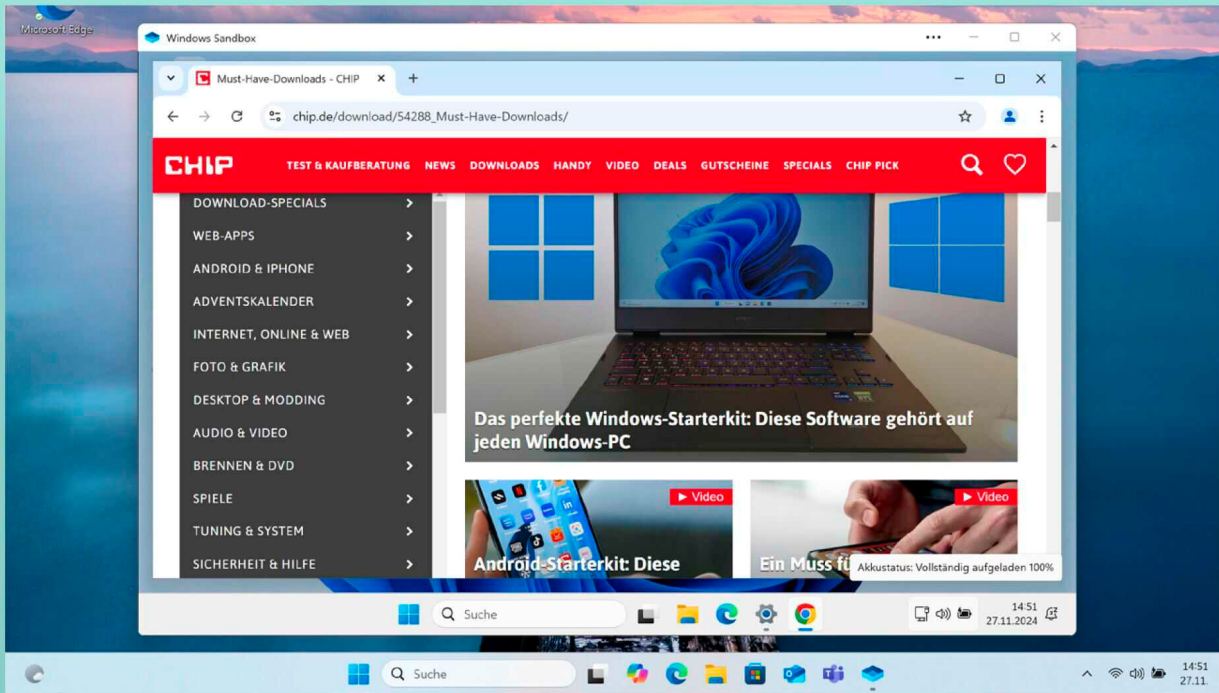 Microsoft Edge
Windows Sandbox
Must-Have-Downloads - CHIP
chip.de/download/54288_Must-Have-Downloads/
CHIP
TEST & KAUFBERATUNG NEWS DOWNLOADS HANDY VIDEO DEALS GUTSCHEINE SPECIALS CHIP PICK
DOWNLOAD-SPECIALS
WEB-APPS
ANDROID & IPHONE
ADVENTSKALENDER
INTERNET, ONLINE & WEB
FOTO & GRAFIK
DESKTOP & MODDING
AUDIO & VIDEO
BRENNEN & DVD
SPIELE
TUNING & SYSTEM
SICHERHEIT & HILFE
Das perfekte Windows-Starterkit: Diese Software gehört auf
jeden Windows-PC
Video
Android-Starterkit: Diese
Video
Ein Muss fü
Akkustatus: Vollständig aufgeladen 100%
Suche
14:51
27.11.2024
Suche
14:51
27.11.